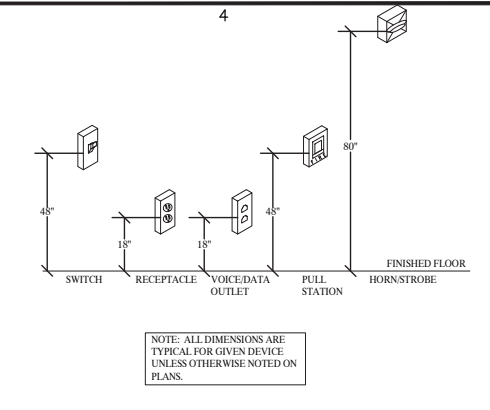 4
80"
48"
48"
18"
18"
FINISHED FLOOR
SWITCH
RECEPTACLE
VOICE/DATA
OUTLET
PULL
STATION
HORN/STROBE
NOTE: ALL DIMENSIONS ARE
TYPICAL FOR GIVEN DEVICE
UNLESS OTHERWISE NOTED ON
PLANS.